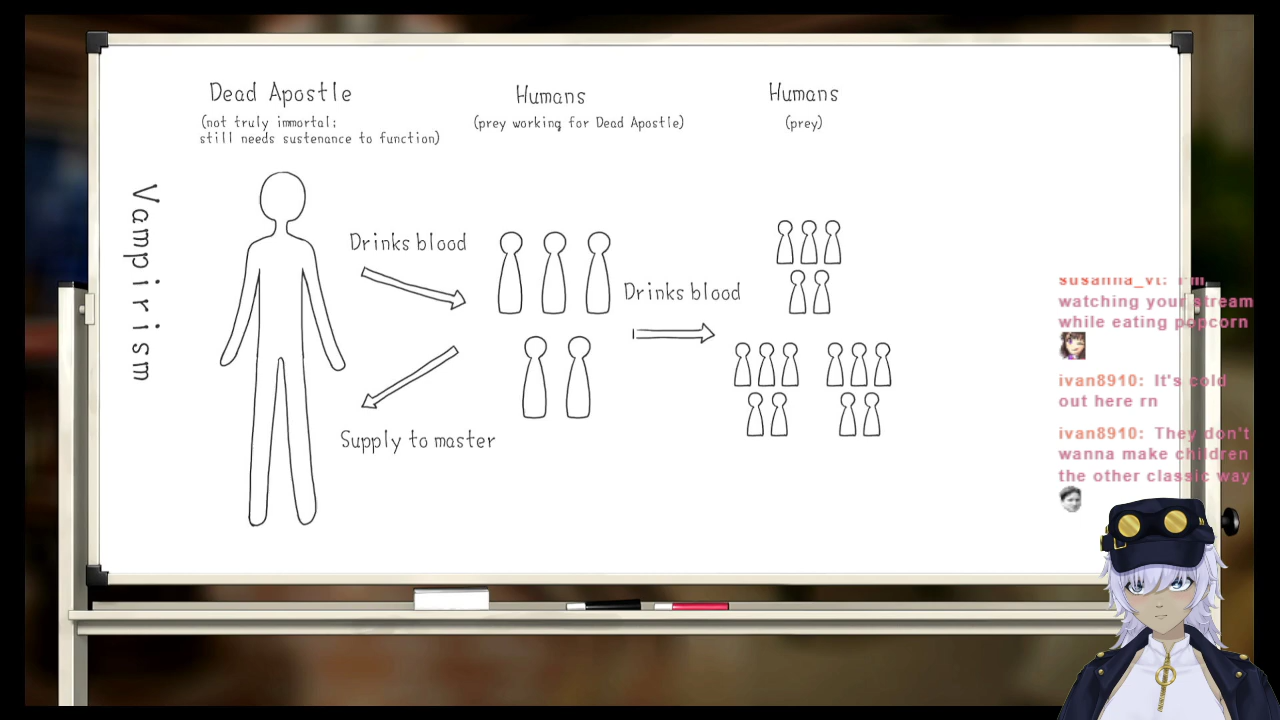 Dead Apostle
(not truly immortal;
still needs sustenance to function)
Humans
(prey working for Dead Apostle)
Humans
(prey)
Vampirism
Drinks blood
Supply to master
Drinks blood
susanna_vt: I'm
watching your stream
while eating popcorn
ivan8910: It's cold
out here rn
ivan8910: They don't
wanna make children
the other classic way